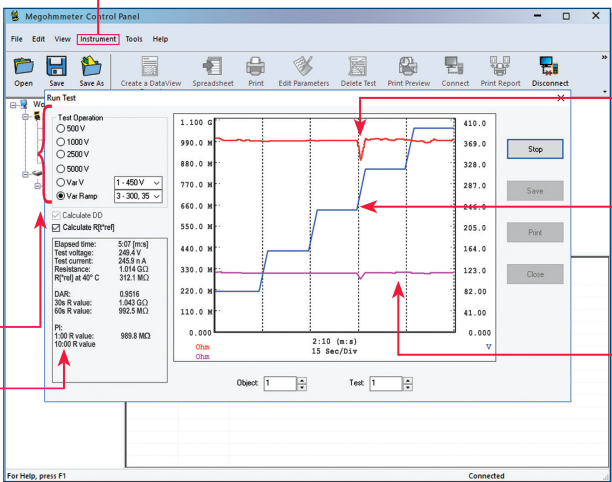 Megohmmeter Control Panel
File Edit View Instrument Tools Help
Open Save Save As Create a DataView Spreadsheet Print Edit Parameters Delete Test Print Preview Connect Print Report Disconnect »
Wo
Run Test
Test Operation
500 V
1000 V
2500 V
5000 V
Var V 1 - 450 V
Var Ramp 3 - 300, 35
Calculate DD
Calculate R[t°ref]
Elapsed time: 5:07 [m:s]
Test voltage: 249.4 V
Test current: 245.9 nA
Resistance: 1.014 GΩ
R[t°rel] at 40° C 312.1 MΩ
DAR: 0.9516
30s R value: 1.043 GΩ
60s R value: 992.5 MΩ
PI:
1:00 R value: 989.8 MΩ
10:00 R value
1.100 G 410.0
990.0 M 369.0
880.0 M 328.0
770.0 M 287.0
660.0 M
550.0 M 205.0
440.0 M 164.0
330.0 M 123.0
220.0 M 82.00
110.0 M 41.00
0.000 0.000
Ohm 2:10 (m:s) V
Ohm 15 Sec/Div
Stop
Save
Print
Close
Object: 1 Test: 1
For Help, press F1 Connected